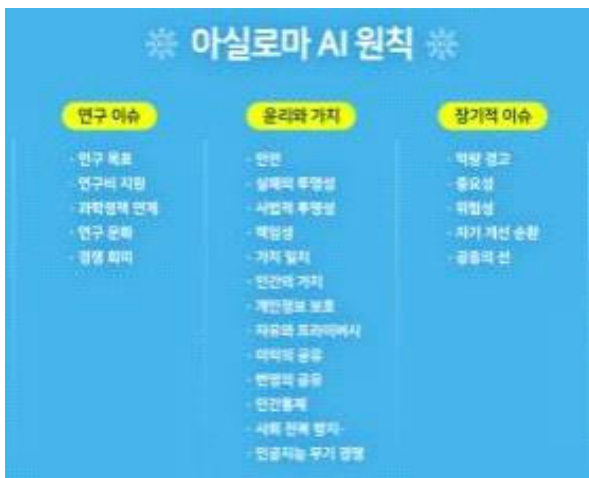 아실로마 AI 원칙
연구 이슈
· 연구 목표
· 연구비 지원
· 과학정책 연계
· 연구 문화
· 경쟁 회피
윤리와 가치
· 안전
· 실패의 투명성
· 사법적 투명성
· 책임성
· 가치 일치
· 인간의 가치
· 개인정보 보호
· 자유와 프라이버시
· 이익의 공유
· 번영의 공유
· 인간통제
· 사회 전복 방지
· 인공지능 무기 경쟁
장기적 이슈
· 역량 경고
· 중요성
· 위험성
· 자기 개선 순환
· 공동의 선